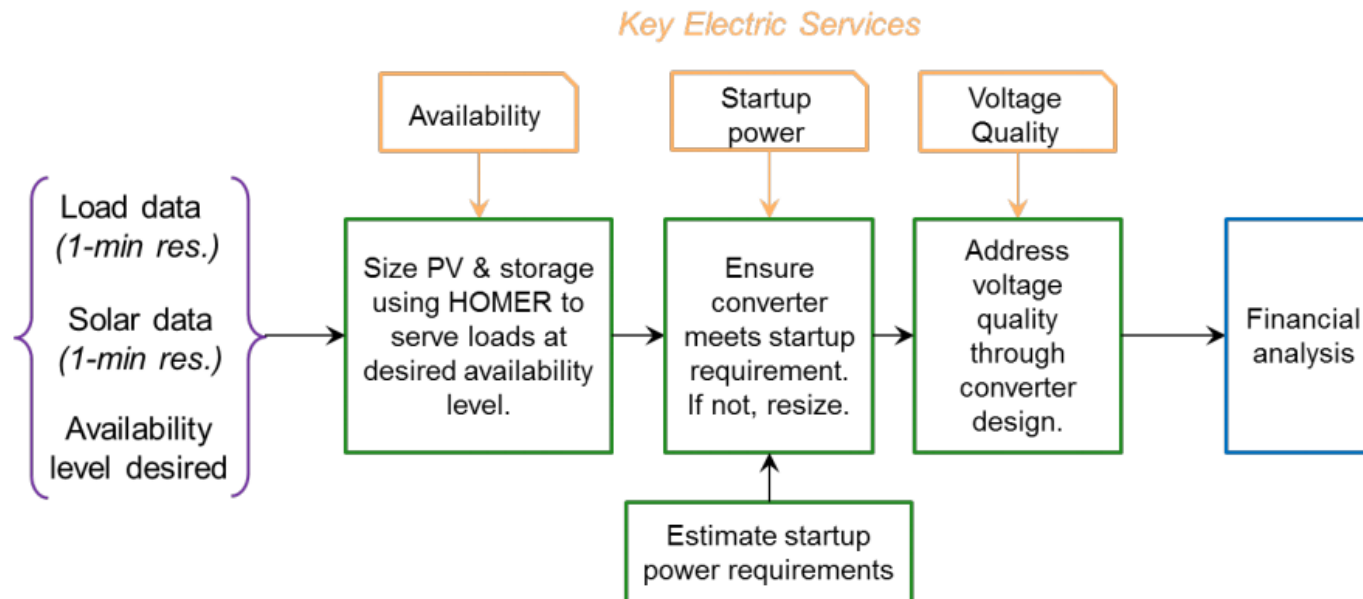 Key Electric Services
Availability
Startup
power
Voltage
Quality
Load data
(1-min res.)
Solar data
(1-min res.)
Availability
level desired
Size PV & storage
using HOMER to
serve loads at
desired availability
level.
Ensure
converter
meets startup
requirement.
If not, resize.
Address
voltage
quality
through
converter
design.
Financial
analysis
Estimate startup
power requirements